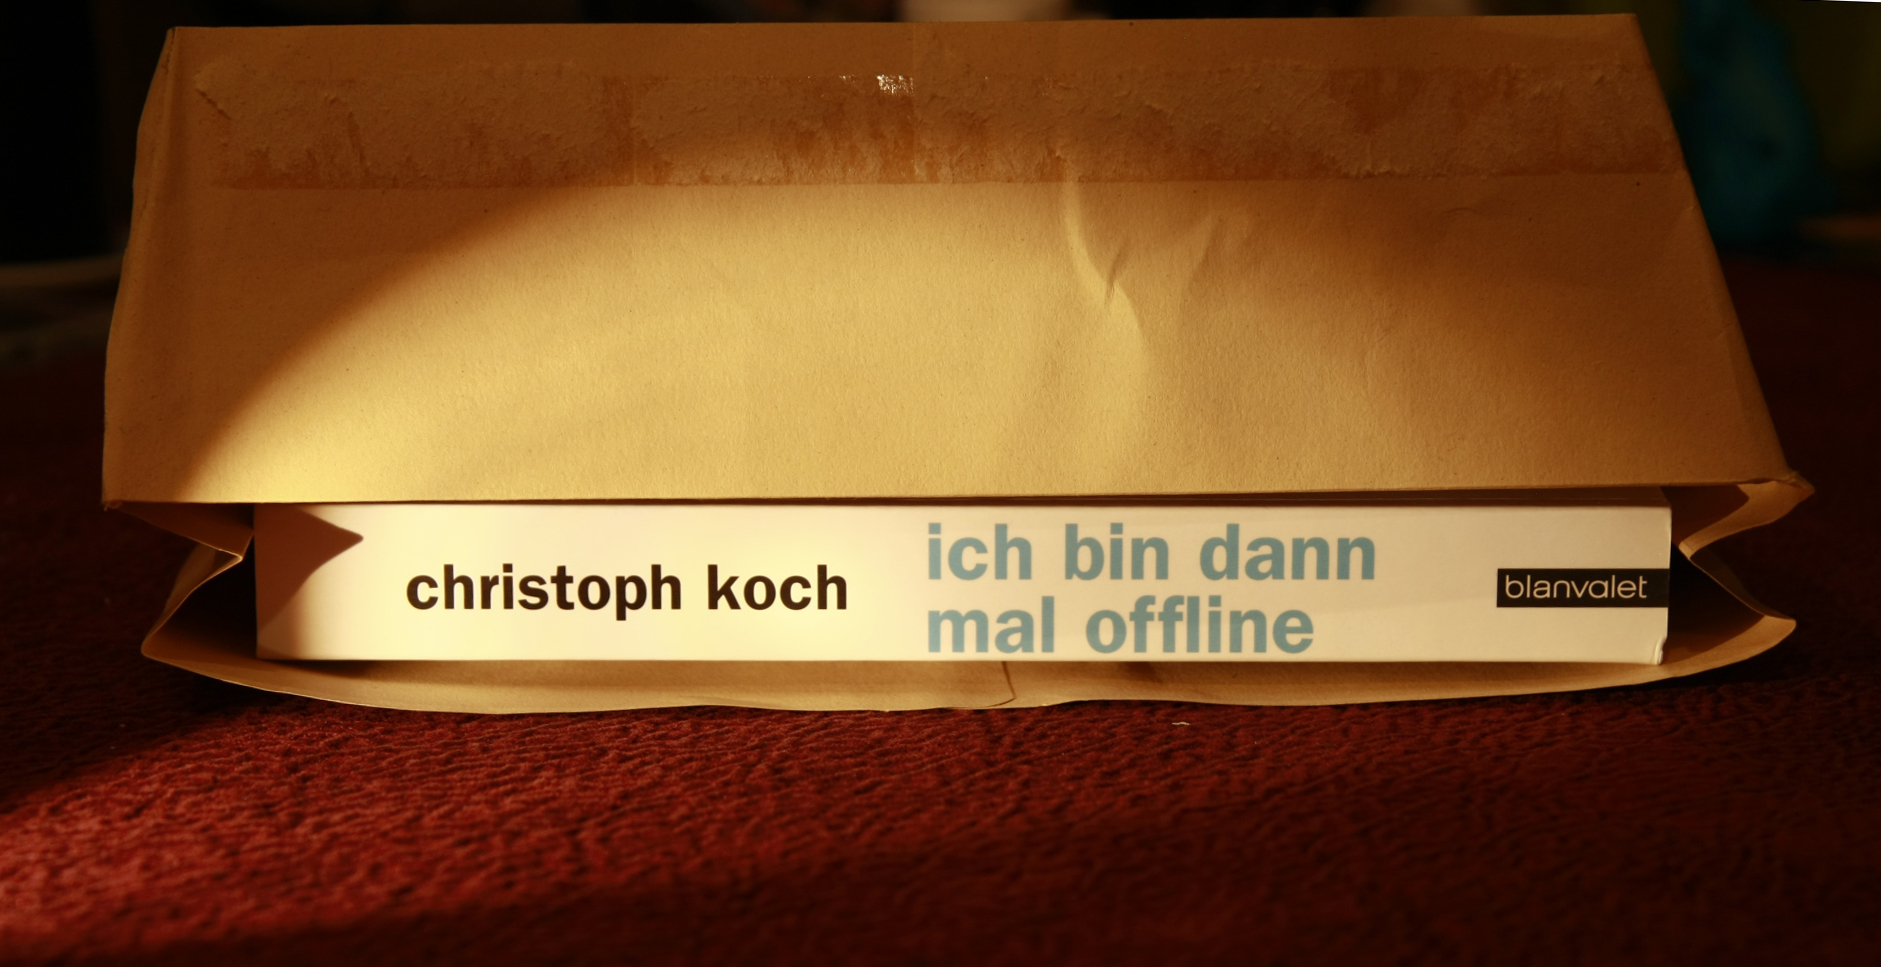 christoph koch
ich bin dann
mal offline
blanvalet